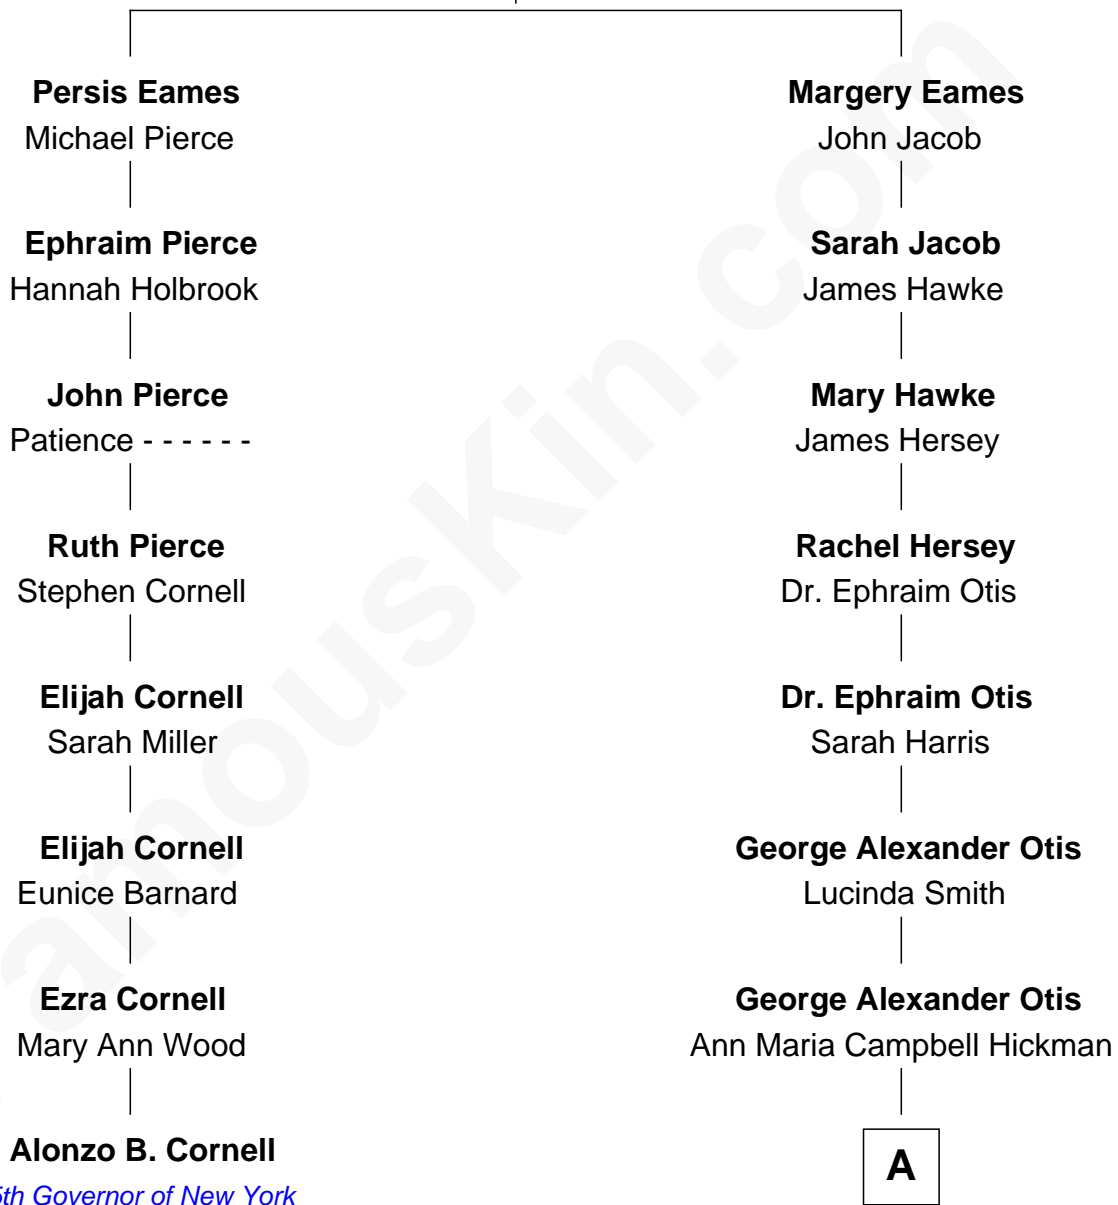 Persis Eames
Michael Pierce
Margery Eames
John Jacob
Ephraim Pierce
Hannah Holbrook
Sarah Jacob
James Hawke
John Pierce
Patience - - - - - -
Mary Hawke
James Hersey
Ruth Pierce
Stephen Cornell
Rachel Hersey
Dr. Ephraim Otis
Elijah Cornell
Sarah Miller
Dr. Ephraim Otis
Sarah Harris
Elijah Cornell
Eunice Barnard
George Alexander Otis
Lucinda Smith
Ezra Cornell
Mary Ann Wood
George Alexander Otis
Ann Maria Campbell Hickman
Alonzo B. Cornell
5th Governor of New York
A
amouskin.com